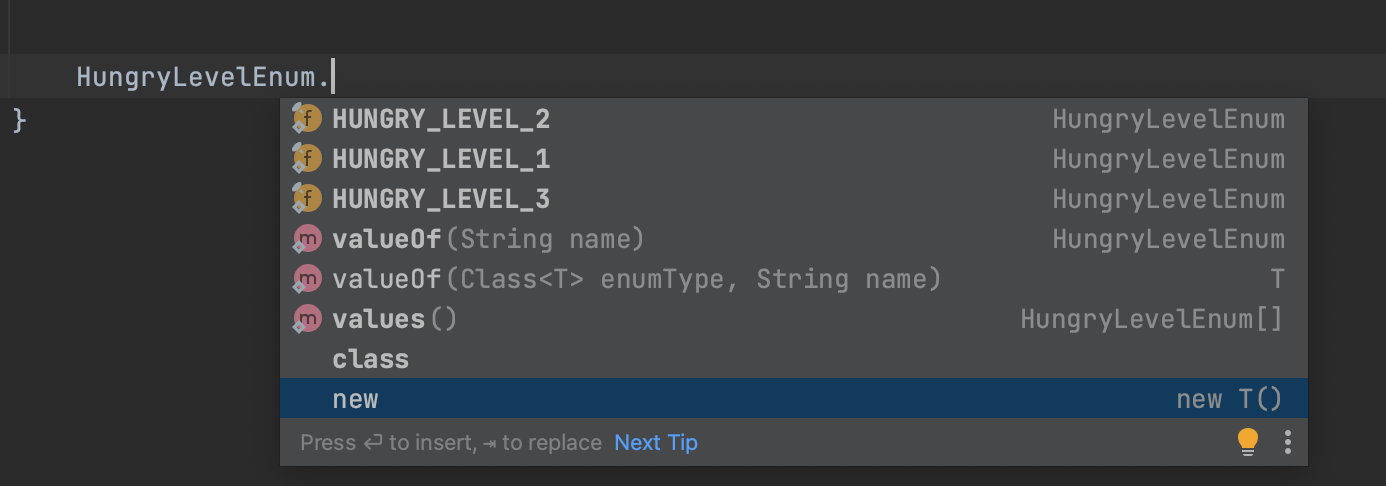 HungryLevelEnum.
}
f HUNGRY_LEVEL_2 HungryLevelEnum
f HUNGRY_LEVEL_1 HungryLevelEnum
f HUNGRY_LEVEL_3 HungryLevelEnum
m valueOf(String name) HungryLevelEnum
m valueOf(Class<T> enumType, String name) T
m values() HungryLevelEnum[]
class
new new T()
Press ↩ to insert, ⇥ to replace Next Tip